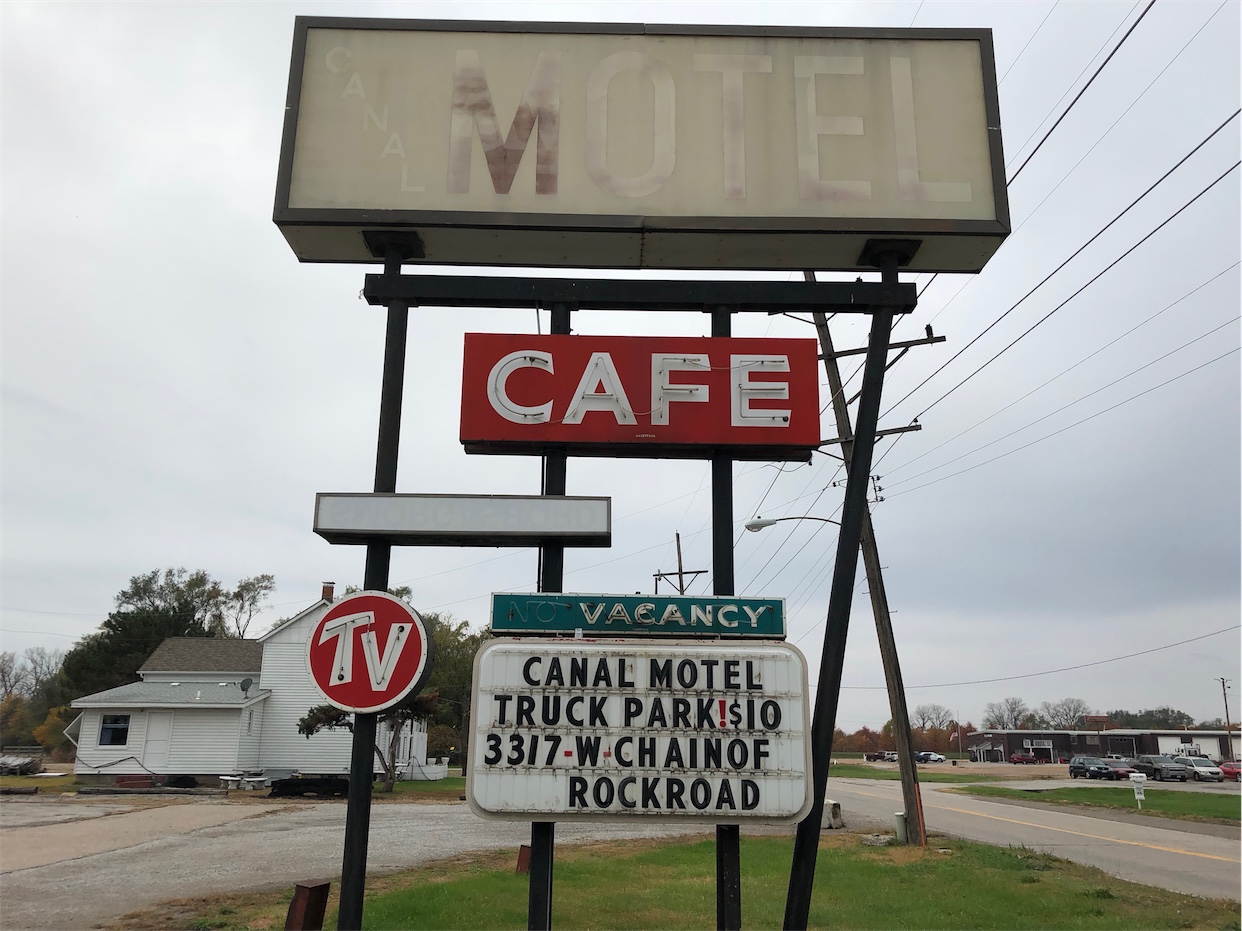 CANAL MOTEL
CAFE
NO VACANCY
TV
CANAL MOTEL
TRUCK PARK!$10
3317-W-CHAINOF
ROCKROAD